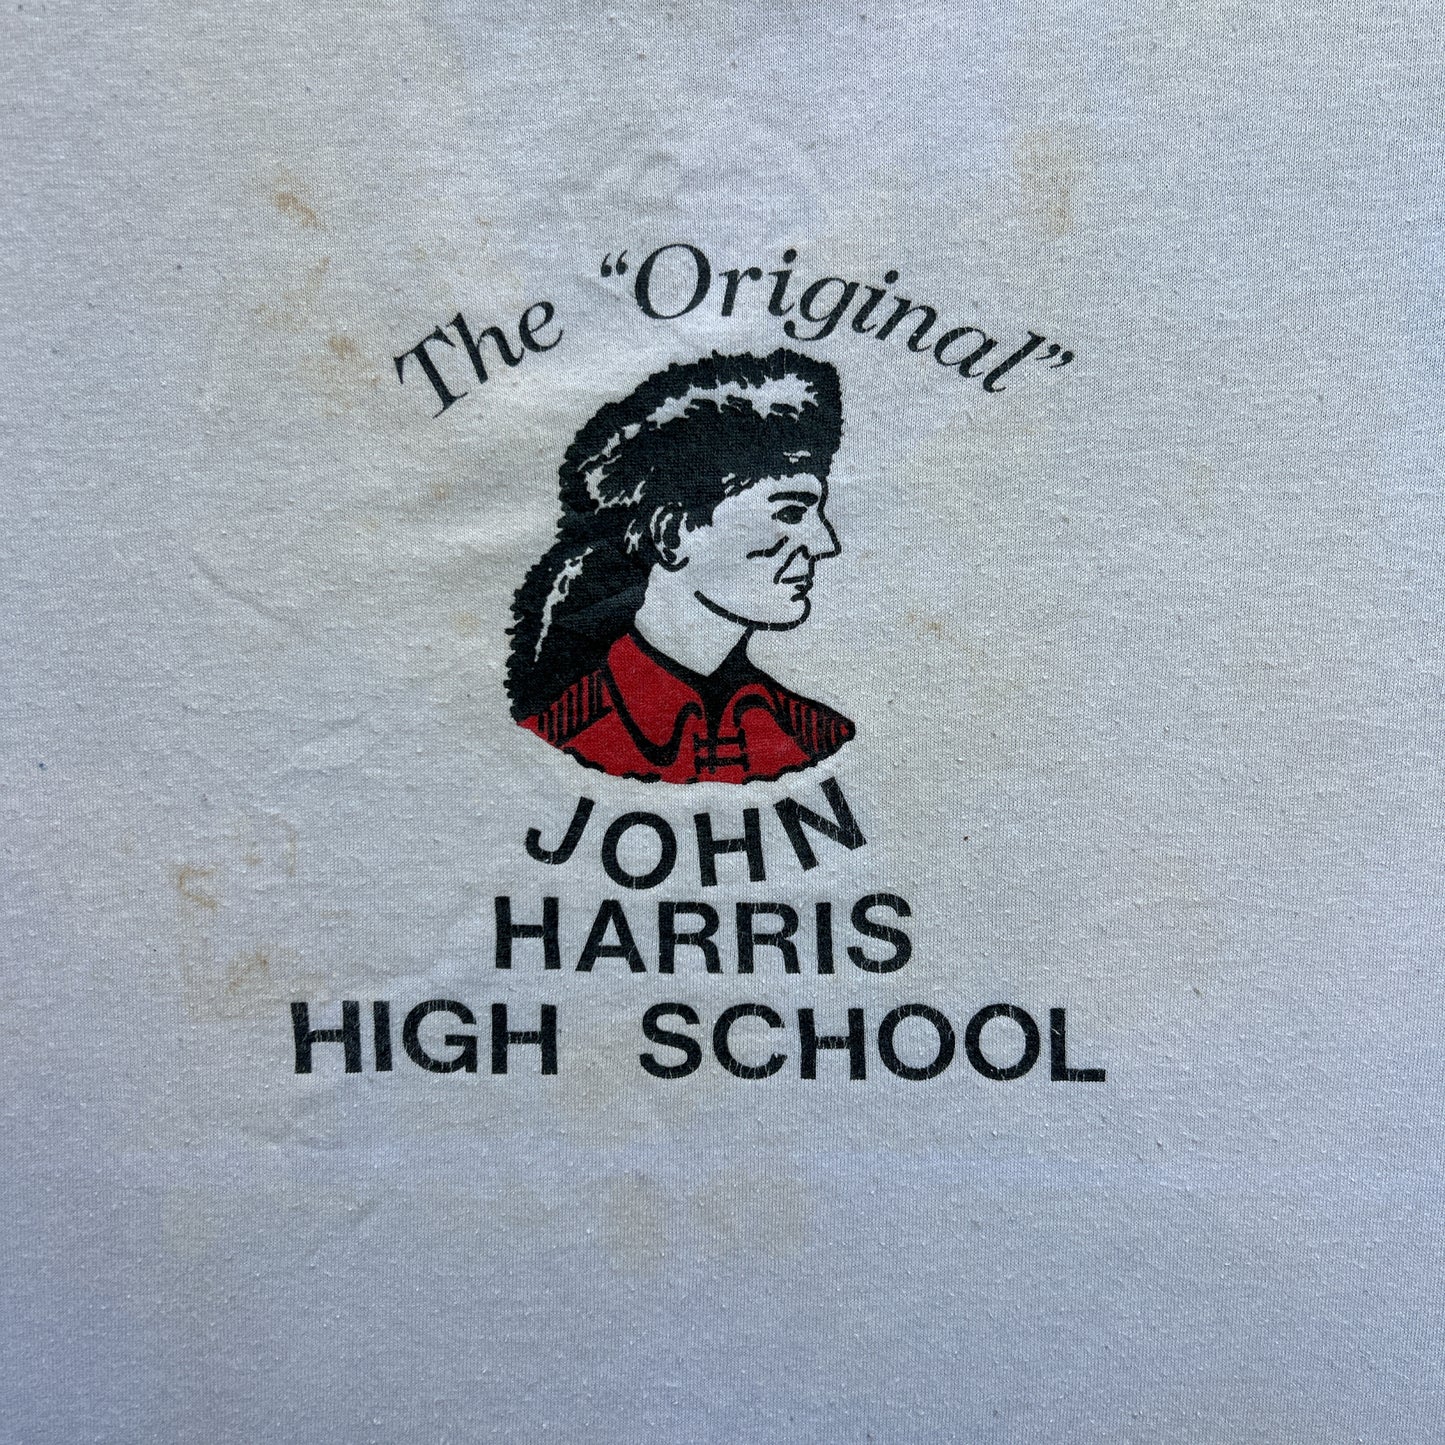 The “Original”
JOHN
HARRIS
HIGH SCHOOL